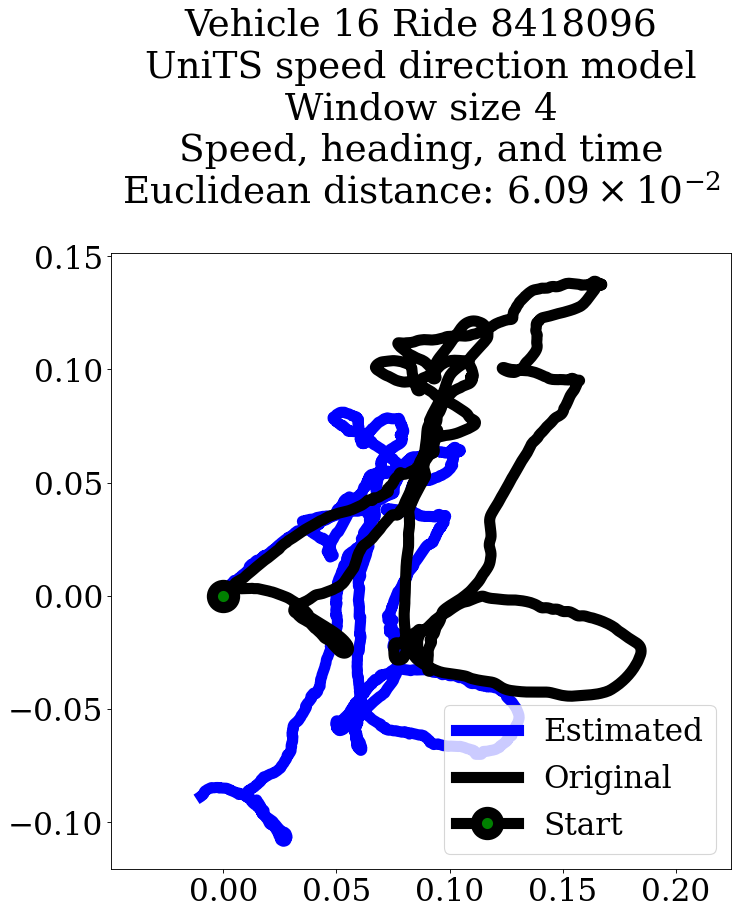 Vehicle 16 Ride 8418096
UniTS speed direction model
Window size 4
Speed, heading, and time
Euclidean distance: 6.09 × 10⁻²
0.15
0.10
0.05
0.00
−0.05
−0.10
Estimated
Original
Start
0.00 0.05 0.10 0.15 0.20